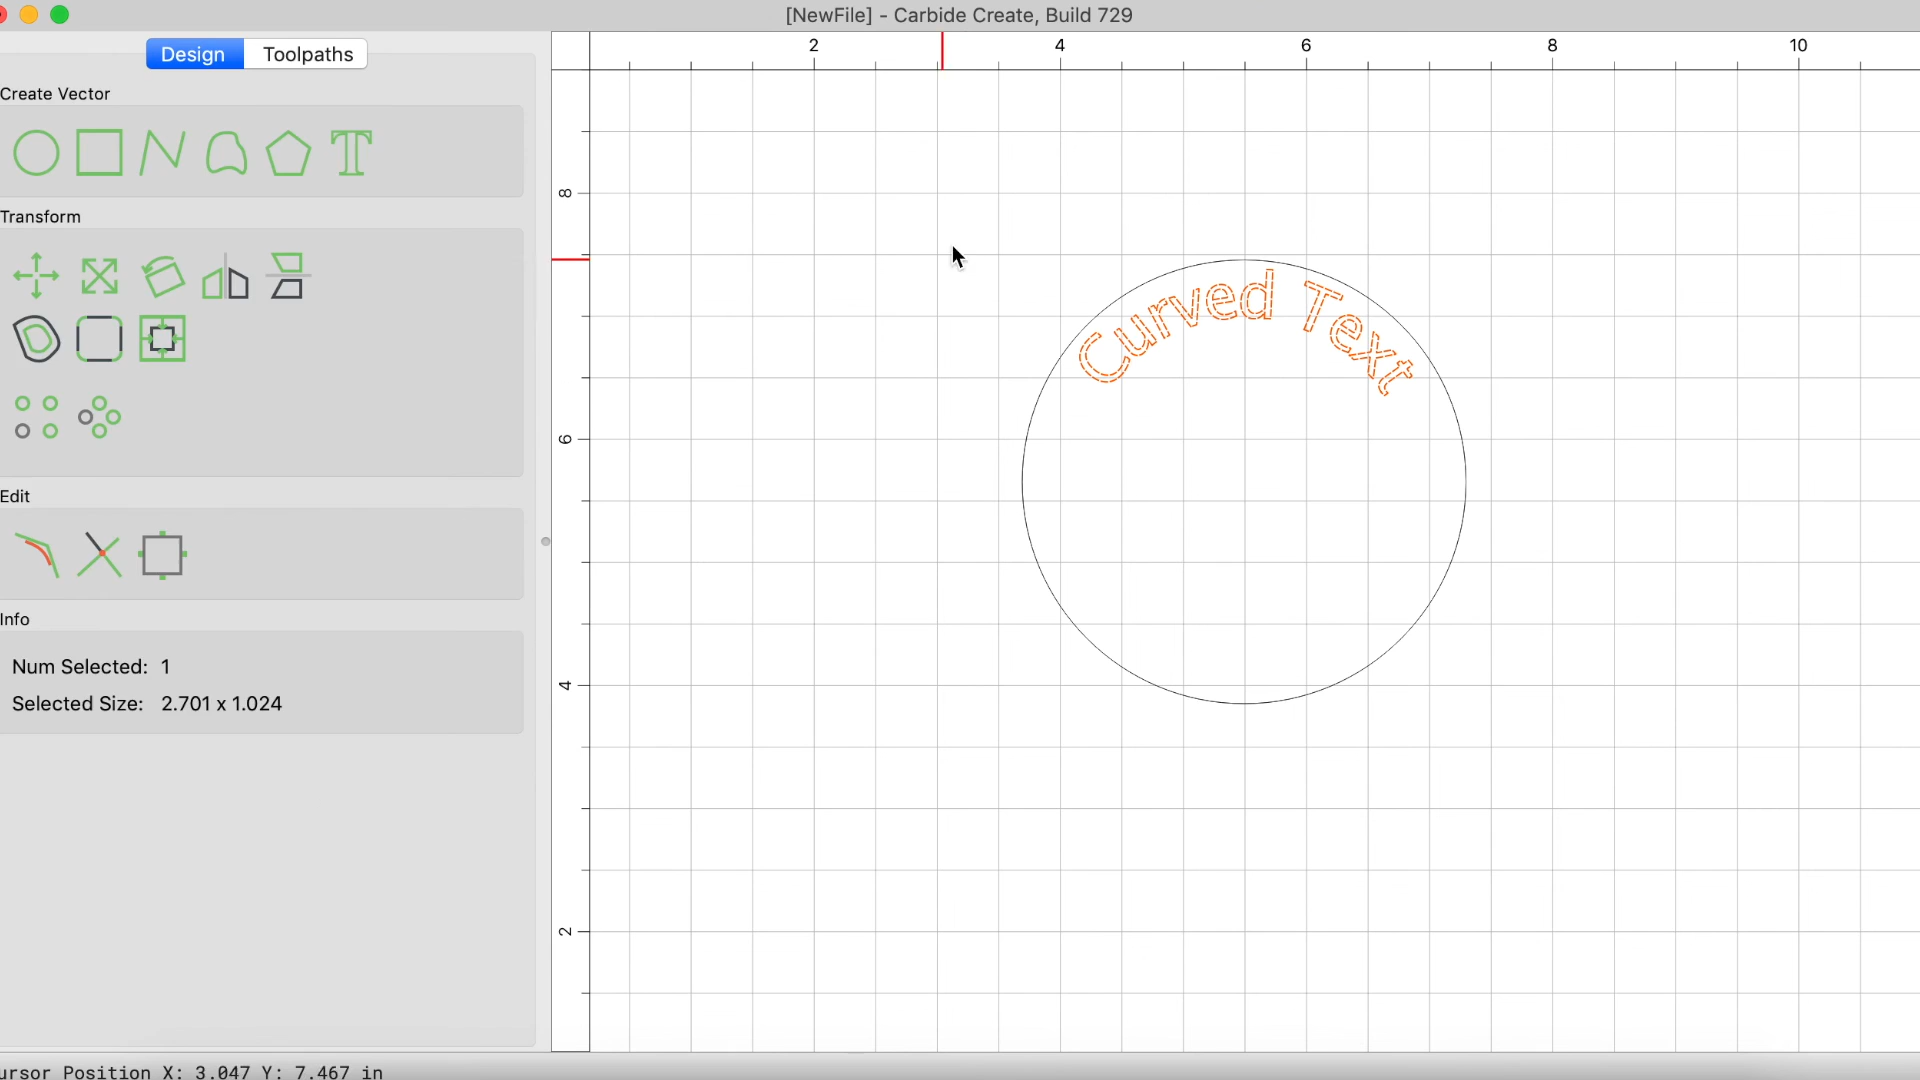 [NewFile] - Carbide Create, Build 729
Design Toolpaths
Create Vector
Transform
Edit
Info
Num Selected: 1
Selected Size: 2.701 x 1.024
2 4 6 8 10
8
6
4
2
Curved Text
ursor Position X: 3.047 Y: 7.467 in